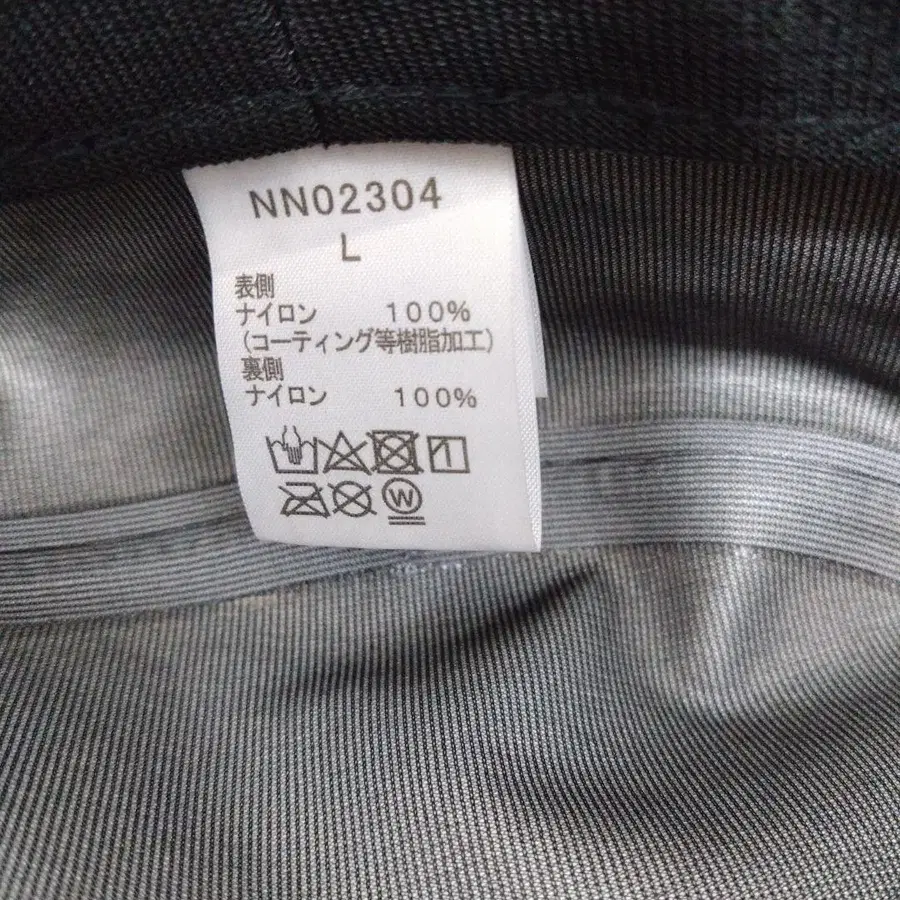 NN02304
L
表側
ナイロン 100%
(コーティング等樹脂加工)
裏側
ナイロン 100%
W